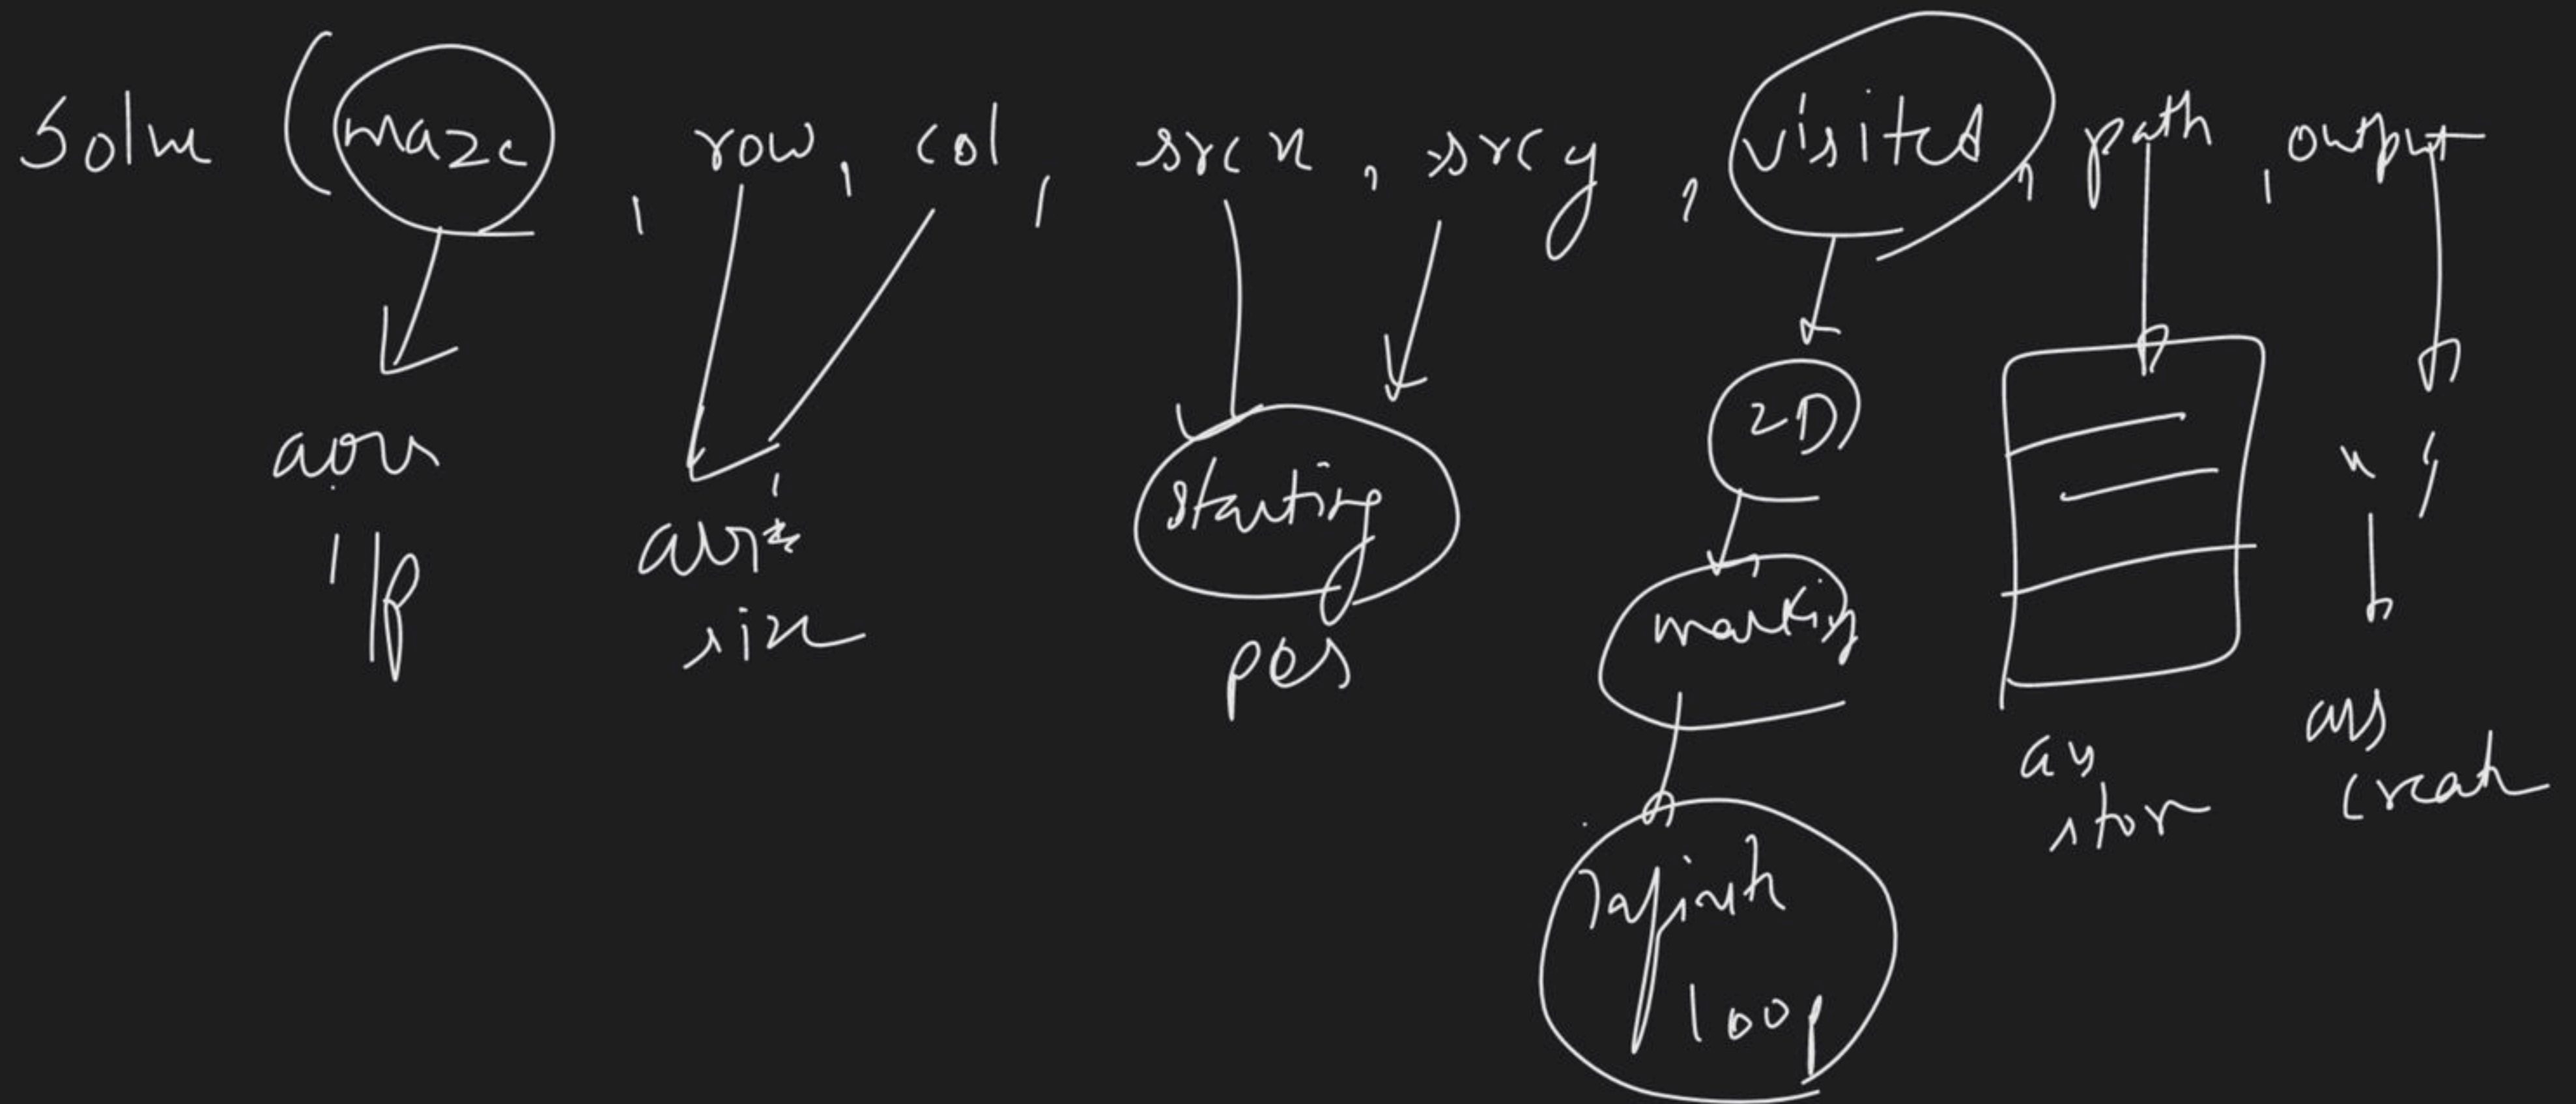 Solve (maze, row, col, srcx, srcy, visited, path, output
arr
i/p
arr
size
starting
pos
2D
marking
Infinite
loop
" "
ans
store
ans
create